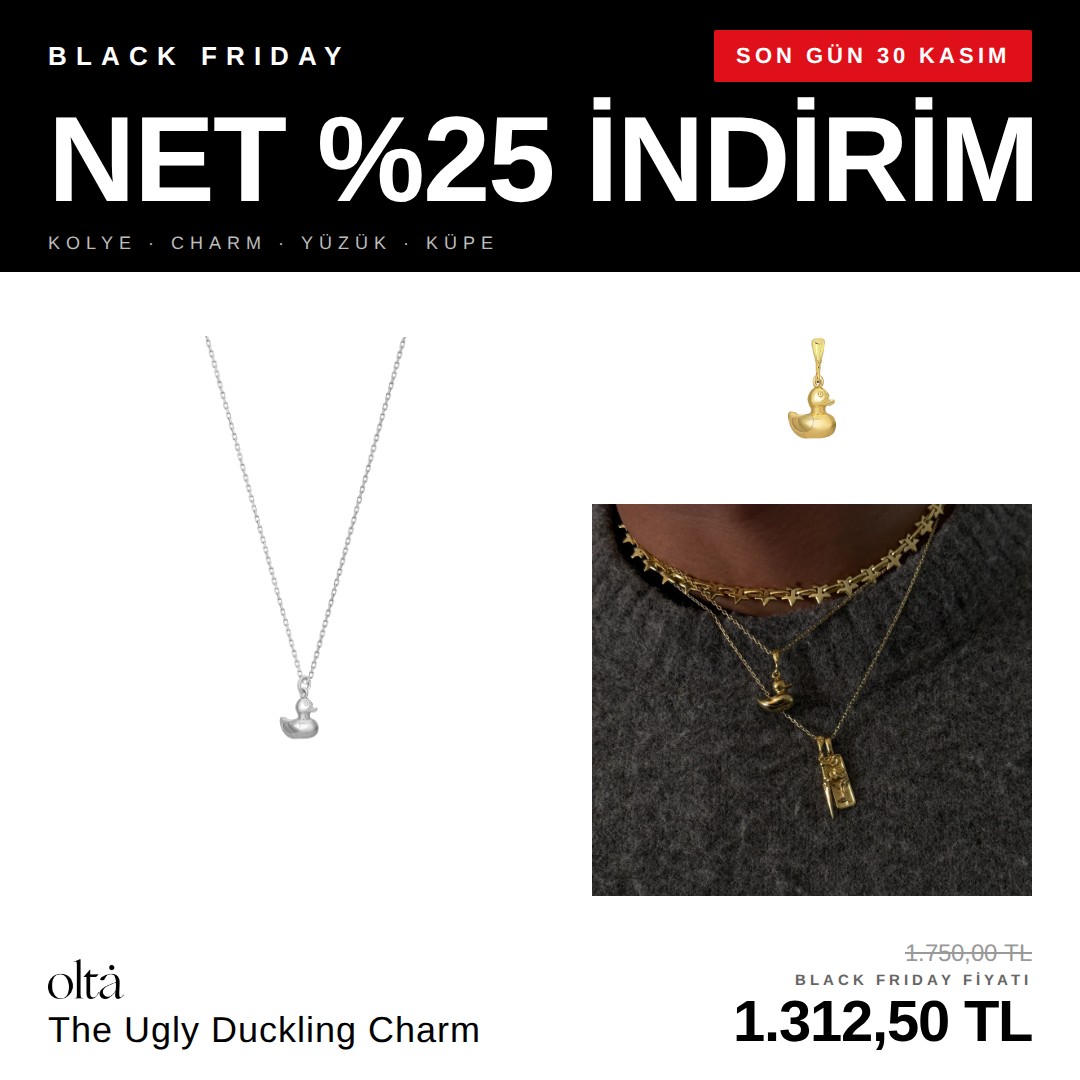 BLACK FRIDAY
SON GÜN 30 KASIM
NET %25 İNDİRİM
KOLYE · CHARM · YÜZÜK · KÜPE
1.750,00 TL
BLACK FRIDAY FİYATI
1.312,50 TL
oltȧ
The Ugly Duckling Charm